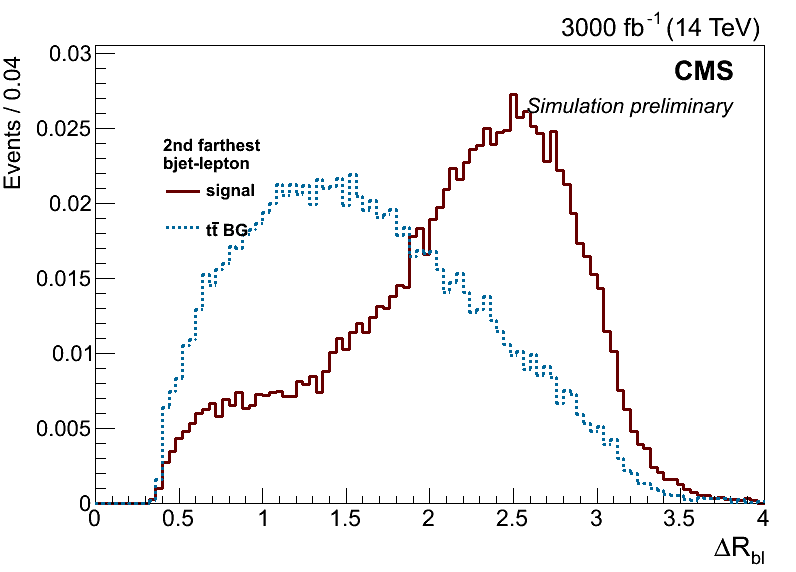 3000 fb⁻¹ (14 TeV)
CMS
Simulation preliminary
Events / 0.04
0.03
0.025
0.02
0.015
0.01
0.005
0
2nd farthest
bjet-lepton
signal
tt̄ BG
0 0.5 1 1.5 2 2.5 3 3.5 4
ΔR_bl